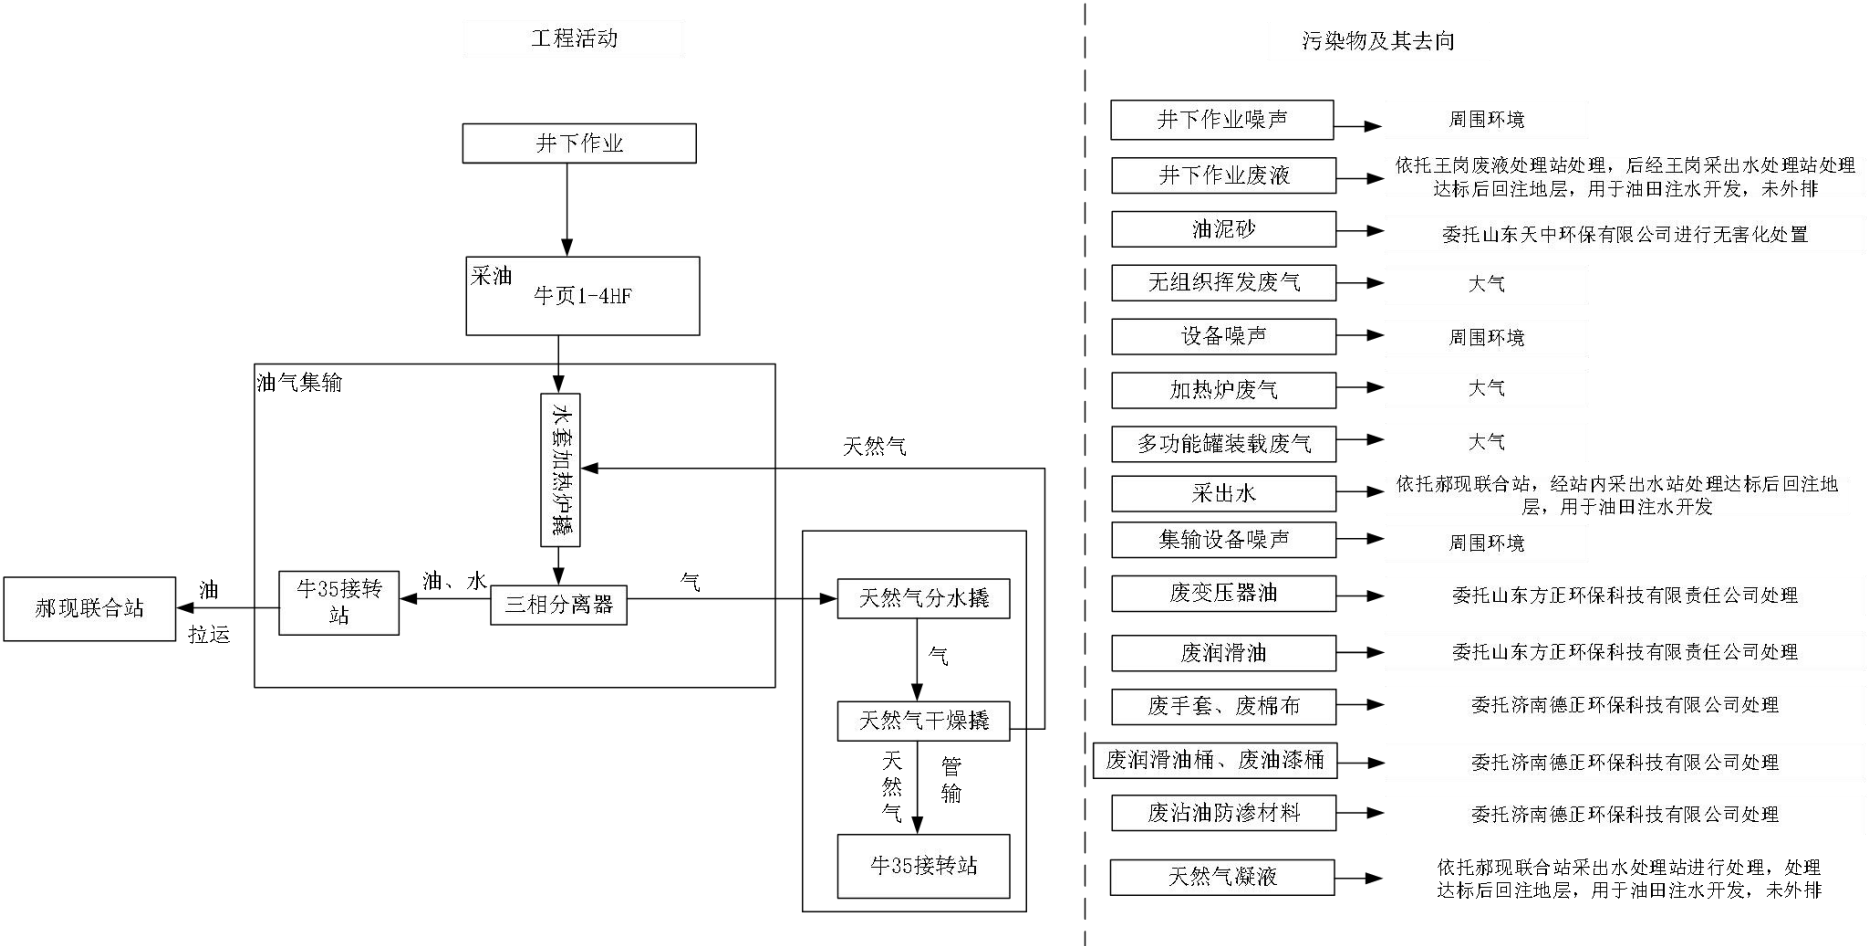 工程活动
井下作业
采油
牛页1-4HF
油气集输
水套加热炉撬
天然气
三相分离器
油、水
气
牛35接转
站
油
拉运
郝现联合站
天然气分水撬
气
天然气干燥撬
天然气
管输
牛35接转站
污染物及其去向
井下作业噪声
周围环境
井下作业废液
依托王岗废液处理站处理，后经王岗采出水处理站处理
达标后回注地层，用于油田注水开发，未外排
油泥砂
委托山东天中环保有限公司进行无害化处置
无组织挥发废气
大气
设备噪声
周围环境
加热炉废气
大气
多功能罐装载废气
大气
采出水
依托郝现联合站，经站内采出水站处理达标后回注地
层，用于油田注水开发
集输设备噪声
周围环境
废变压器油
委托山东方正环保科技有限责任公司处理
废润滑油
委托山东方正环保科技有限责任公司处理
废手套、废棉布
委托济南德正环保科技有限公司处理
废润滑油桶、废油漆桶
委托济南德正环保科技有限公司处理
废沾油防渗材料
委托济南德正环保科技有限公司处理
天然气凝液
依托郝现联合站采出水处理站进行处理，处理
达标后回注地层，用于油田注水开发，未外排